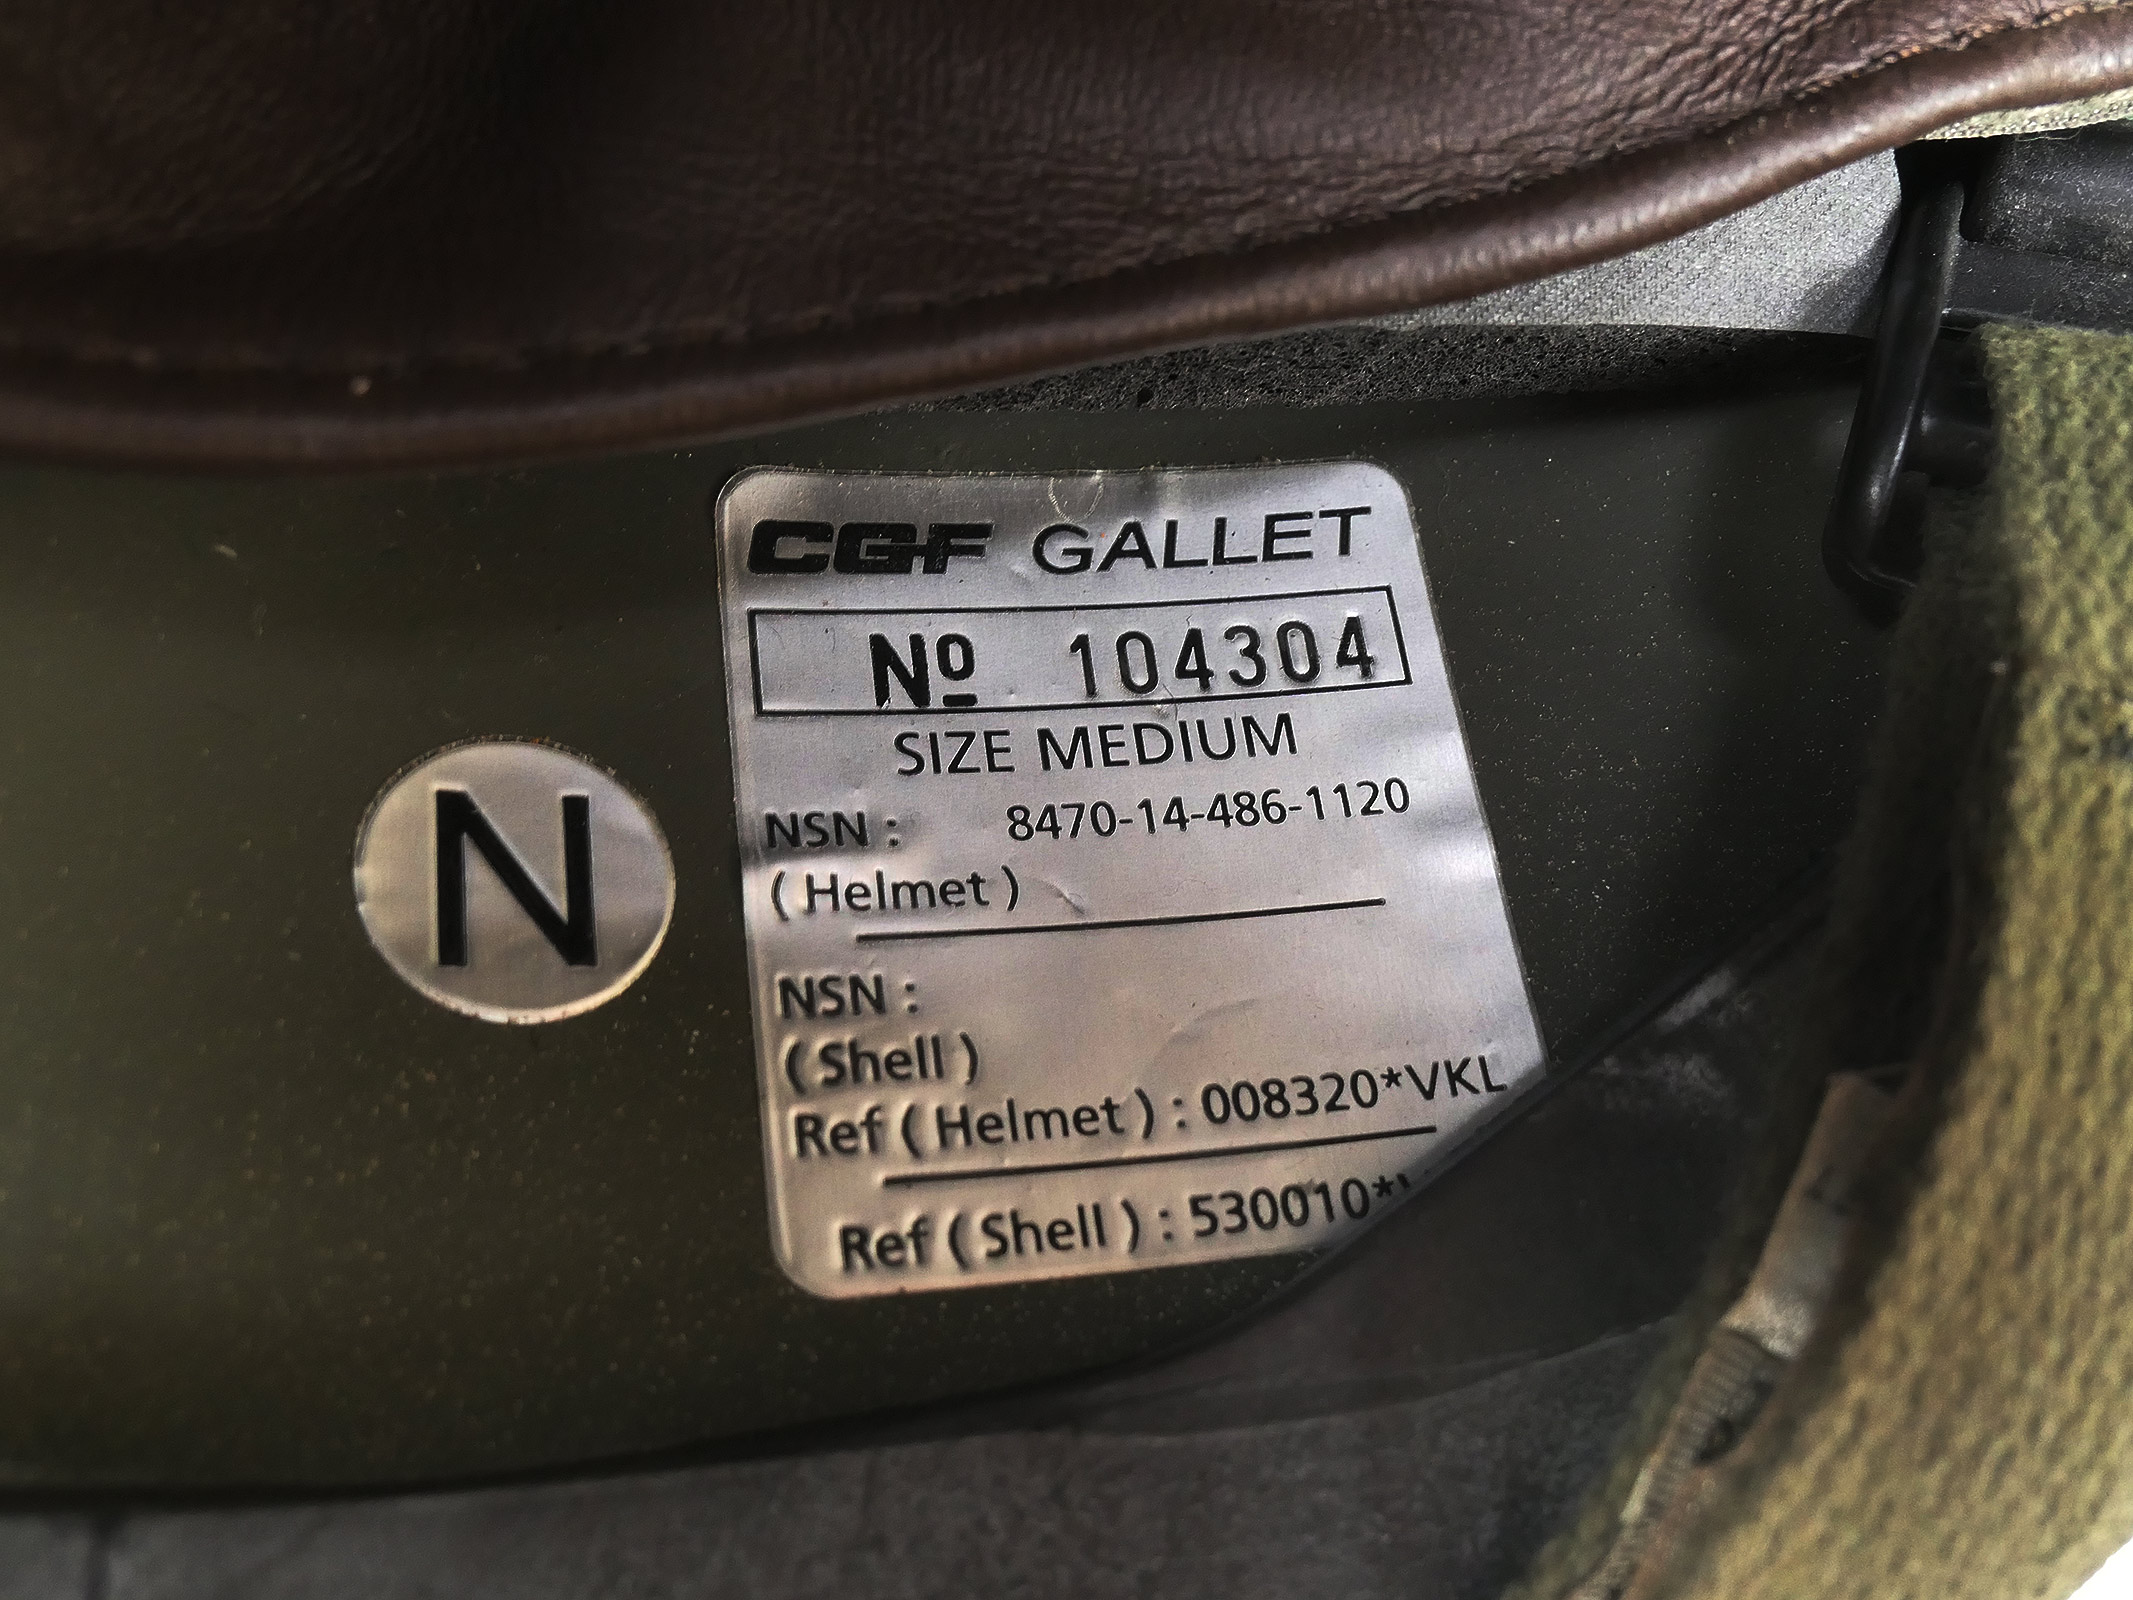 CGF GALLET
Nº 104304
SIZE MEDIUM
NSN : 8470-14-486-1120
( Helmet )
NSN :
( Shell )
Ref ( Helmet ) : 008320*VKL
Ref ( Shell ) : 530010*
N